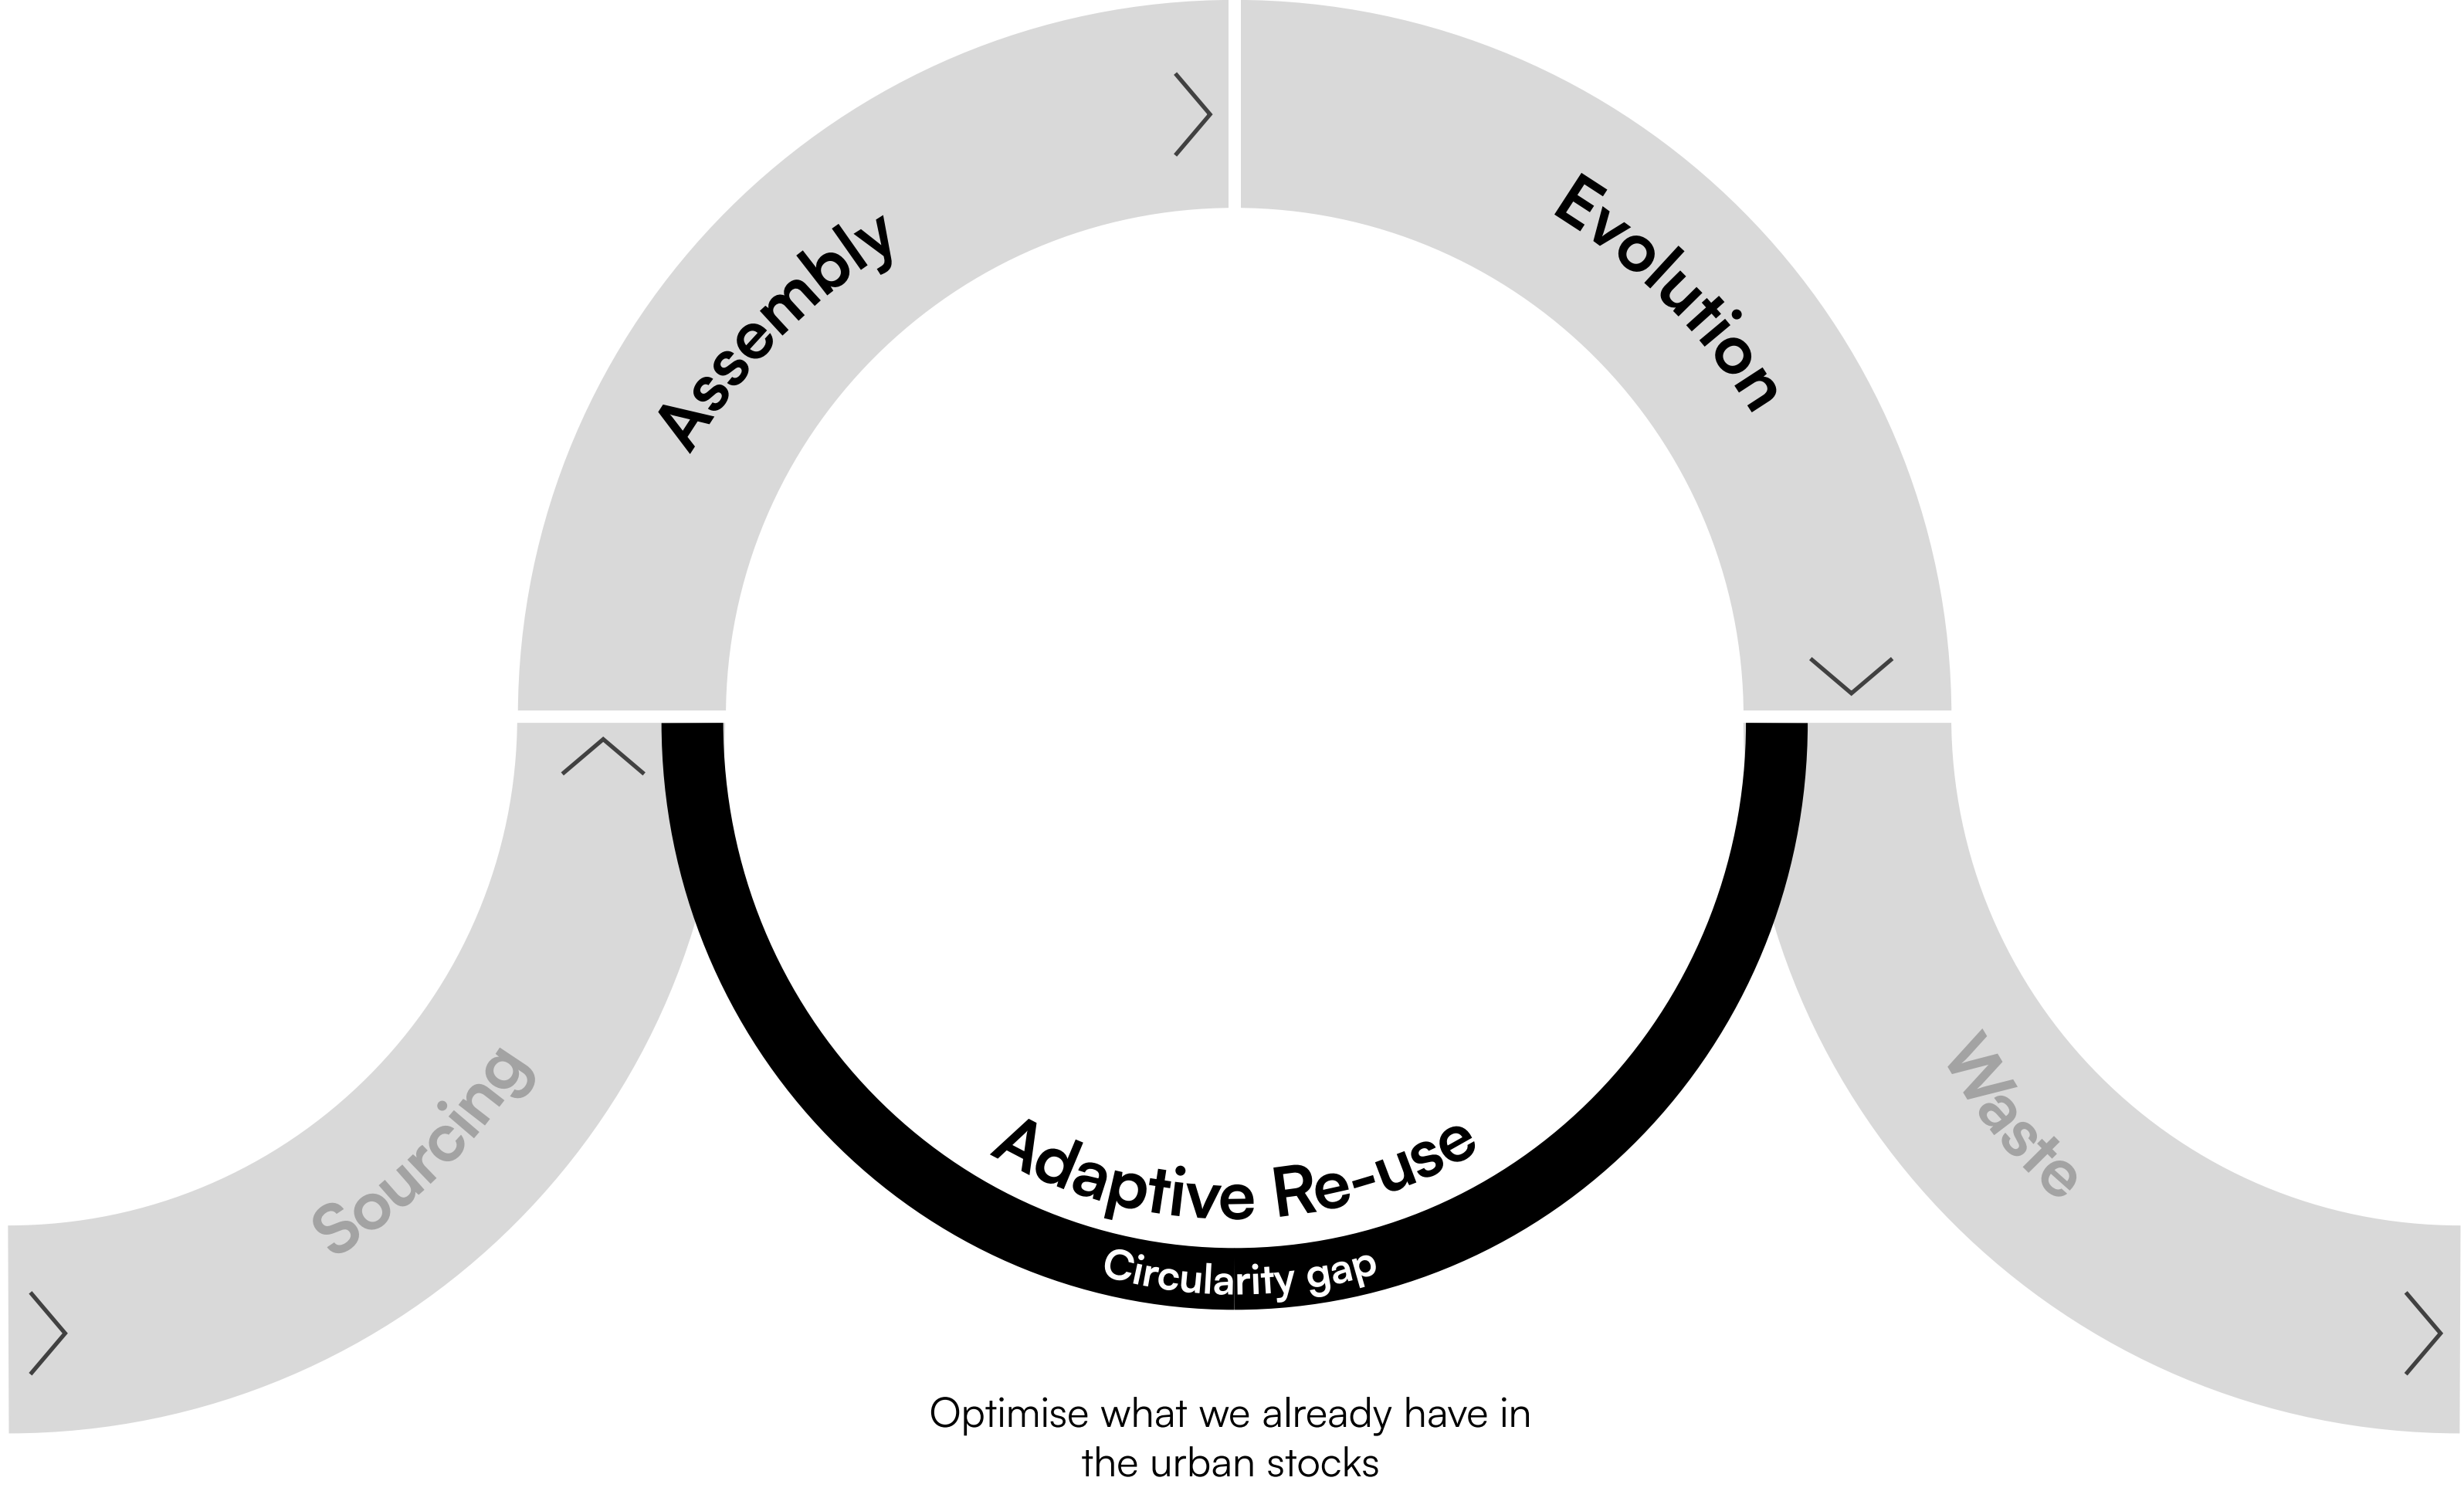 Assembly
Evolution
Sourcing
Waste
Adaptive Re-use
Circularity gap
Optimise what we already have in
the urban stocks